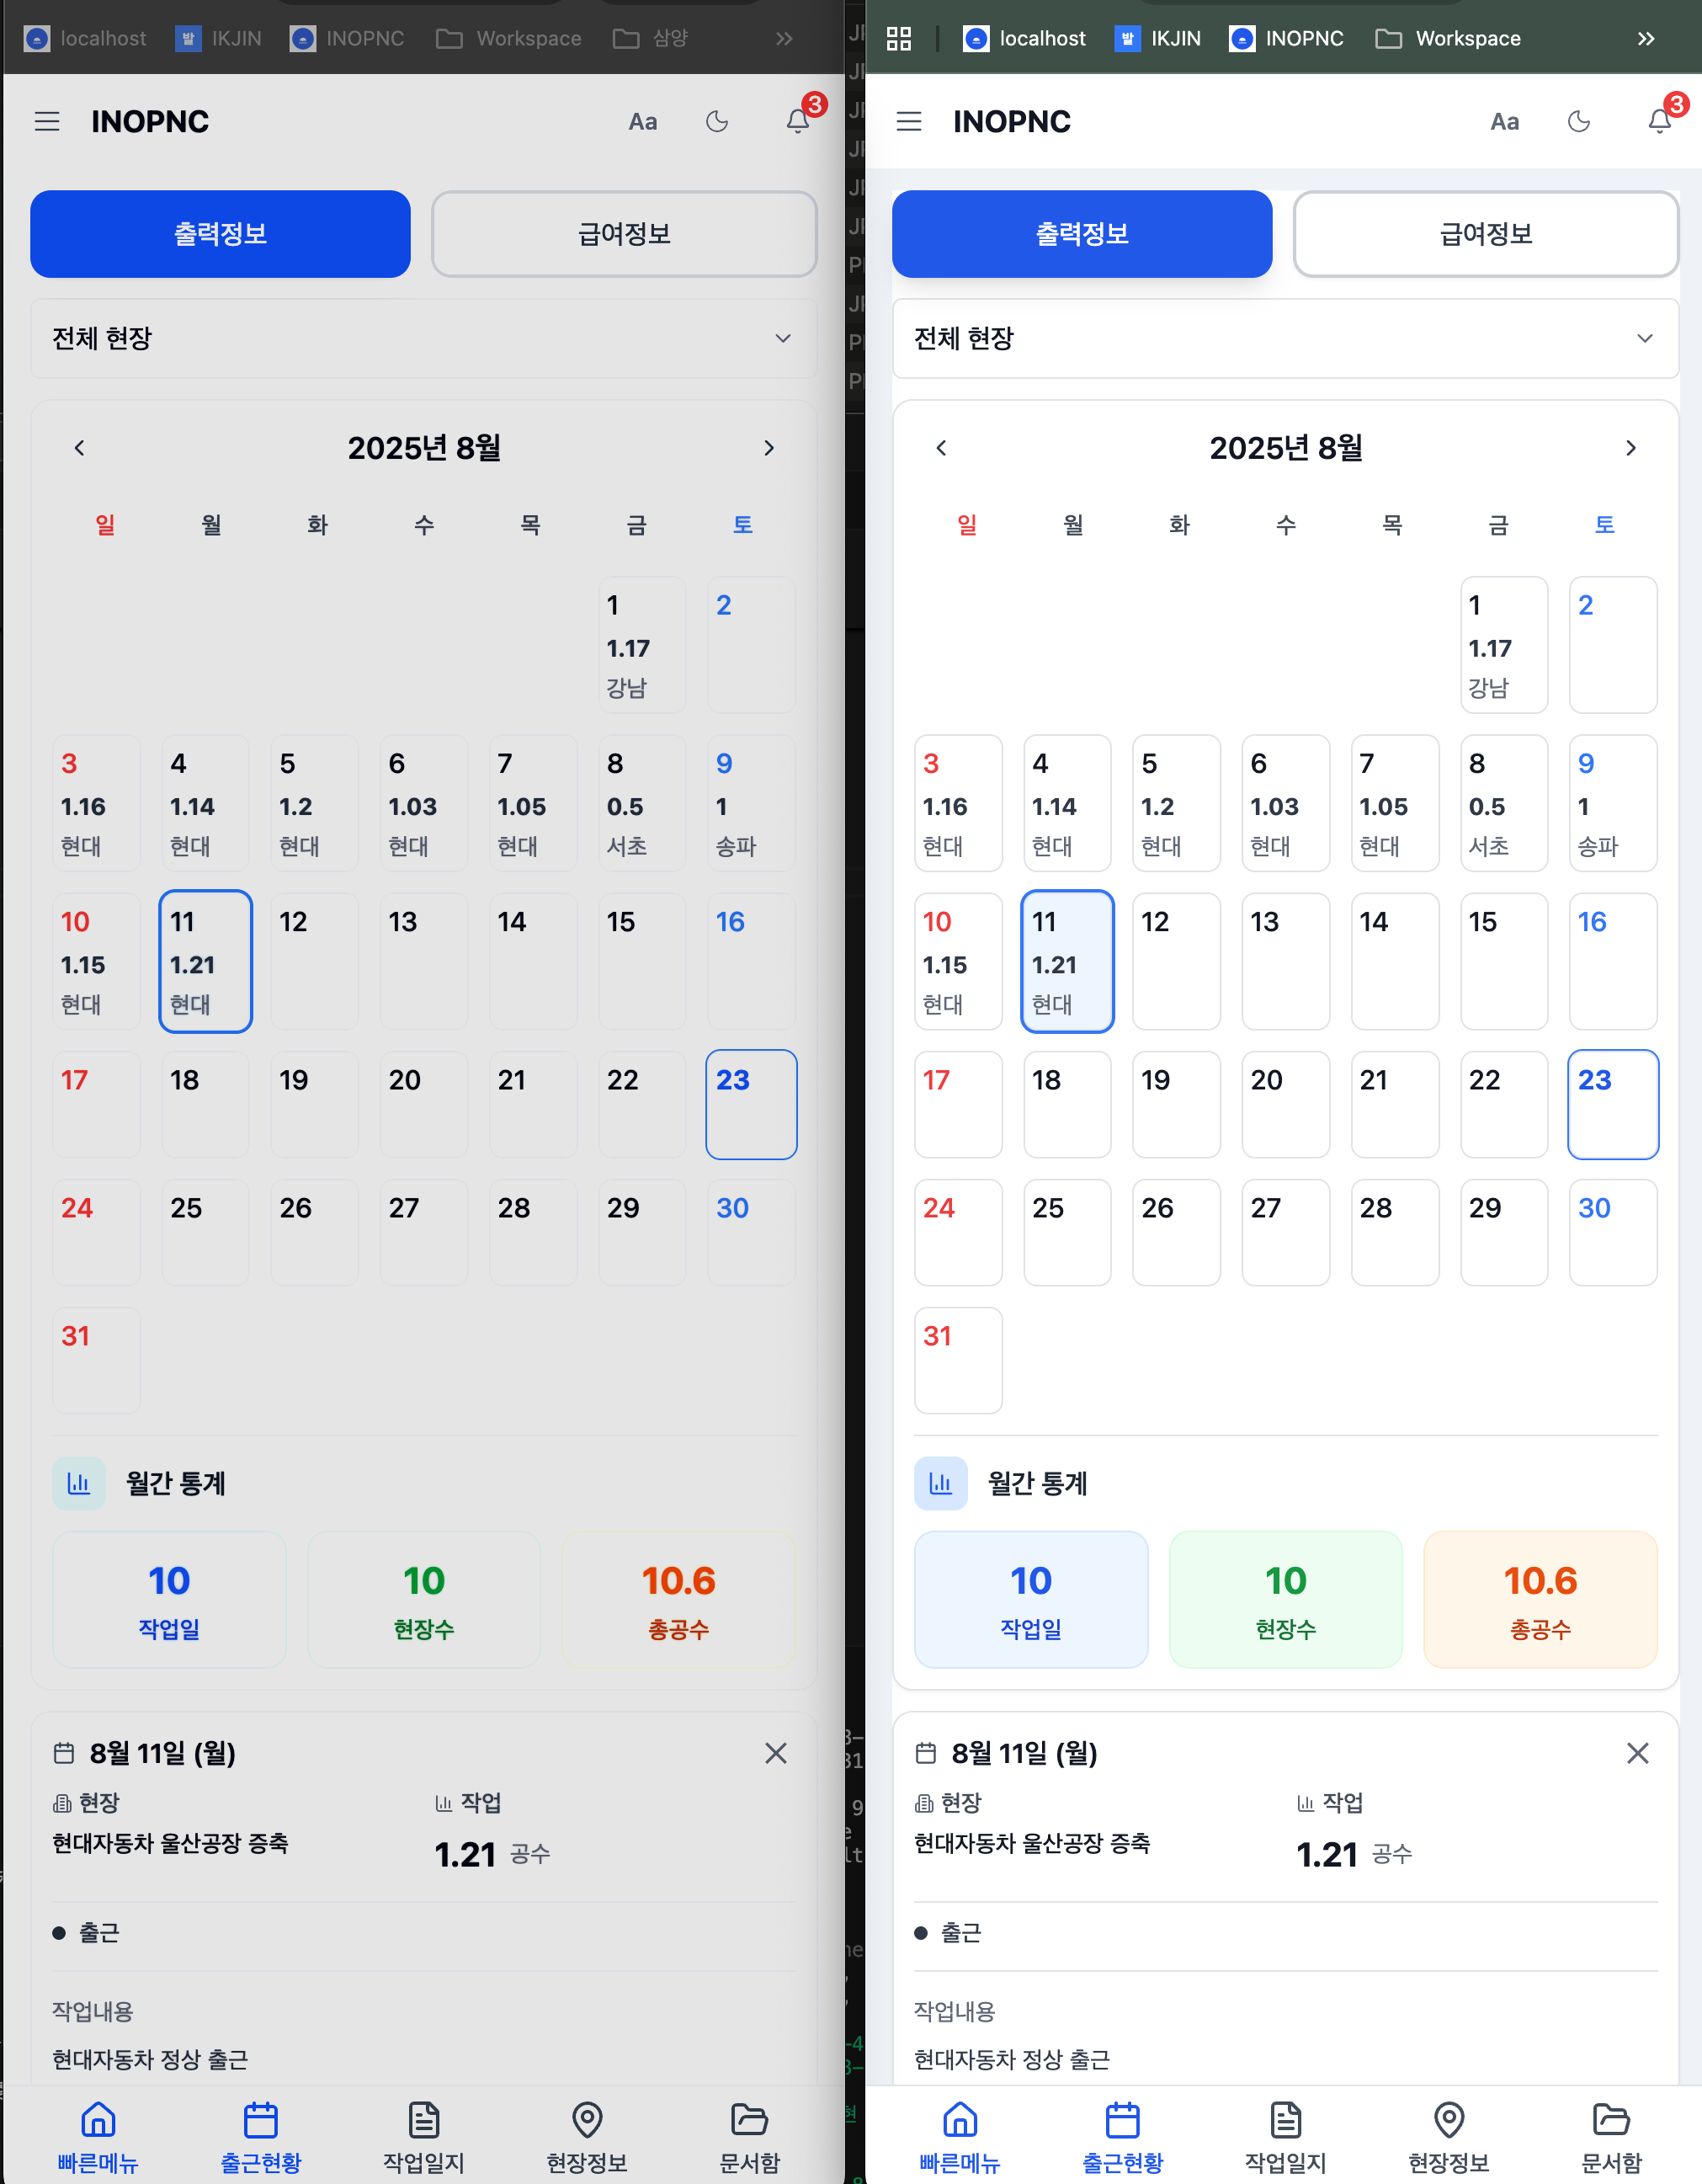 localhost IKJIN INOPNC Workspace 삼양 »
INOPNC Aa 3
출력정보 급여정보
전체 현장
2025년 8월
일 월 화 수 목 금 토
1 2
1.17
강남
3 4 5 6 7 8 9
1.16 1.14 1.2 1.03 1.05 0.5 1
현대 현대 현대 현대 현대 서초 송파
10 11 12 13 14 15 16
1.15 1.21
현대 현대
17 18 19 20 21 22 23
24 25 26 27 28 29 30
31
월간 통계
10 10 10.6
작업일 현장수 총공수
8월 11일 (월)
현장 작업
현대자동차 울산공장 증축
1.21 공수
출근
작업내용
현대자동차 정상 출근
빠른메뉴 출근현황 작업일지 현장정보 문서함
localhost 발 IKJIN INOPNC Workspace »
INOPNC Aa 3
출력정보 급여정보
전체 현장
2025년 8월
일 월 화 수 목 금 토
1 2
1.17
강남
3 4 5 6 7 8 9
1.16 1.14 1.2 1.03 1.05 0.5 1
현대 현대 현대 현대 현대 서초 송파
10 11 12 13 14 15 16
1.15 1.21
현대 현대
17 18 19 20 21 22 23
24 25 26 27 28 29 30
31
월간 통계
10 10 10.6
작업일 현장수 총공수
8월 11일 (월)
현장 작업
현대자동차 울산공장 증축
1.21 공수
출근
작업내용
현대자동차 정상 출근
빠른메뉴 출근현황 작업일지 현장정보 문서함